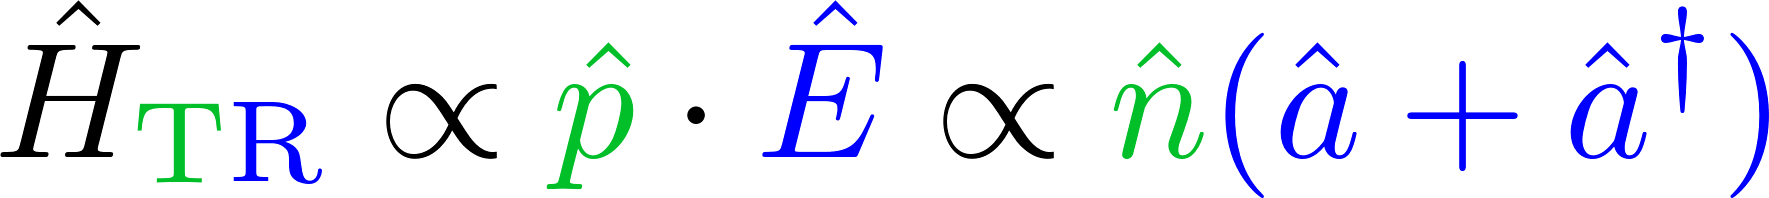 Ĥ_TR ∝ p̂ · Ê ∝ n̂(â + â†)